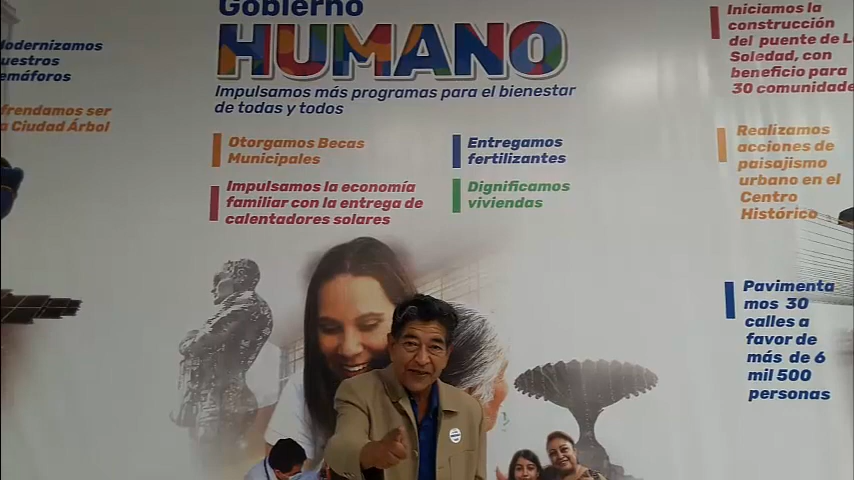 Gobierno
HUMANO
Impulsamos más programas para el bienestar
de todas y todos
Modernizamos
uestros
emáforos
frendamos ser
a Ciudad Árbol
Otorgamos Becas
Municipales
Impulsamos la economía
familiar con la entrega de
calentadores solares
Entregamos
fertilizantes
Dignificamos
viviendas
Iniciamos la
construcción
del puente de L
Soledad, con
beneficio para
30 comunidade
Realizamos
acciones de
paisajismo
urbano en el
Centro
Histórico
Pavimenta
mos 30
calles a
favor de
más de 6
mil 500
personas